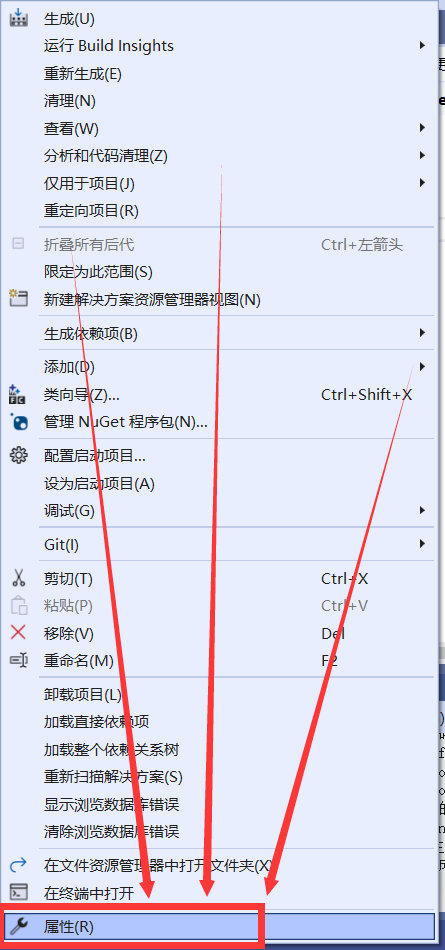 生成(U)
运行 Build Insights
重新生成(E)
清理(N)
查看(W)
分析和代码清理(Z)
仅用于项目(J)
重定向项目(R)
折叠所有后代 Ctrl+左箭头
限定为此范围(S)
新建解决方案资源管理器视图(N)
生成依赖项(B)
添加(D)
类向导(Z)... Ctrl+Shift+X
管理 NuGet 程序包(N)...
配置启动项目...
设为启动项目(A)
调试(G)
Git(I)
剪切(T) Ctrl+X
粘贴(P) Ctrl+V
移除(V) Del
重命名(M) F2
卸载项目(L)
加载直接依赖项
加载整个依赖关系树
重新扫描解决方案(S)
显示浏览数据库错误
清除浏览数据库错误
在文件资源管理器中打开文件夹(X)
在终端中打开
属性(R)